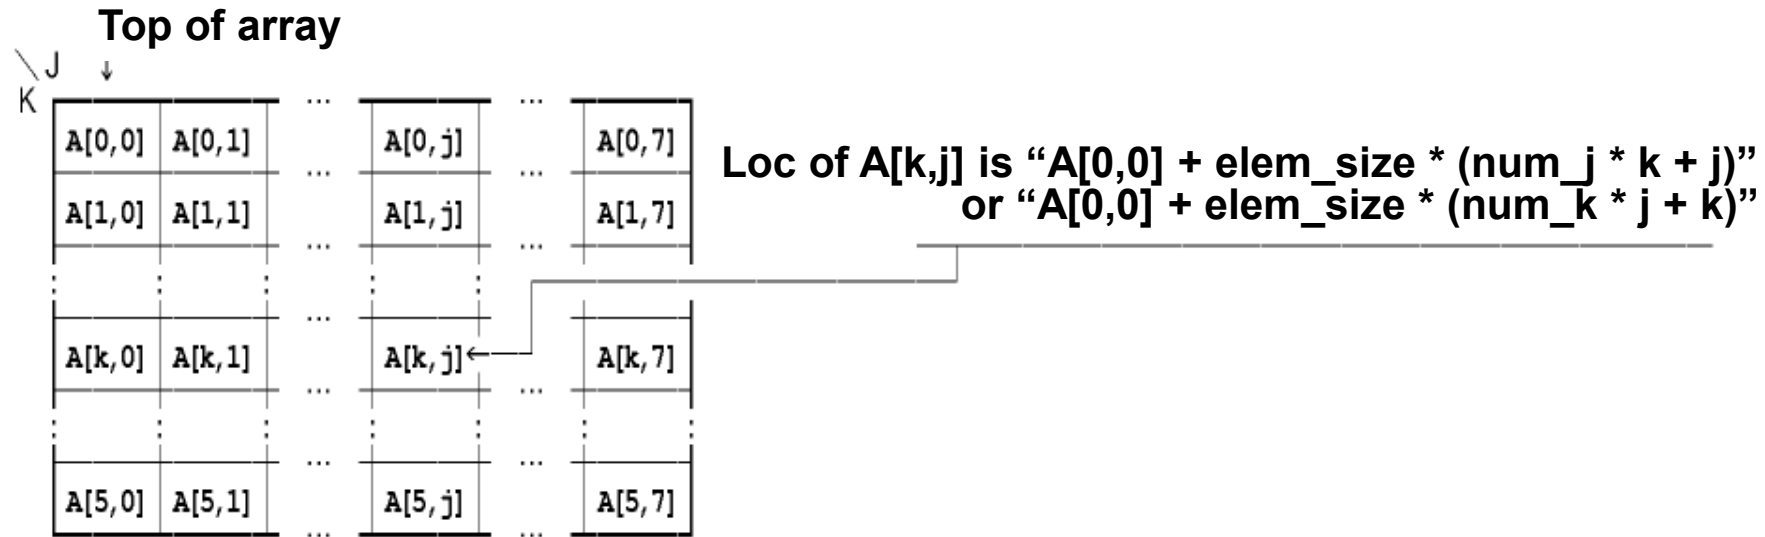 Top of array
\ J ↓
K ... ...
A[0,0] A[0,1] A[0,j] A[0,7]
... ...
Loc of A[k,j] is “A[0,0] + elem_size * (num_j * k + j)”
or “A[0,0] + elem_size * (num_k * j + k)”
A[1,0] A[1,1] A[1,j] A[1,7]
... ...
: : : : :
... 
A[k,0] A[k,1] A[k,j] ← A[k,7]
... ...
: : : : : : :
... ...
A[5,0] A[5,1] A[5,j] A[5,7]
... ...